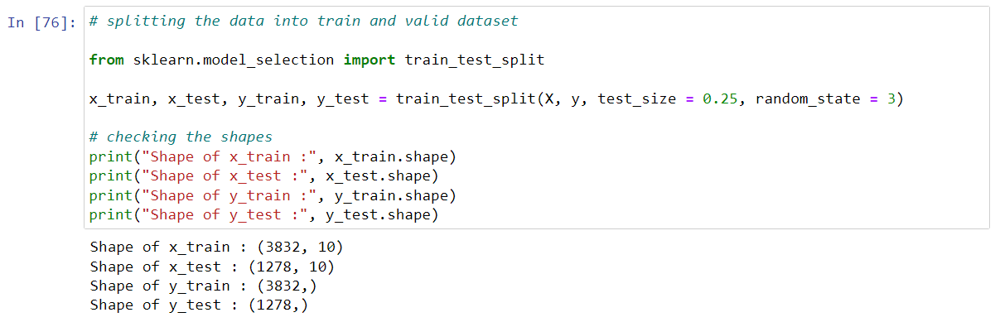 In [76]: # splitting the data into train and valid dataset
from sklearn.model_selection import train_test_split
x_train, x_test, y_train, y_test = train_test_split(X, y, test_size = 0.25, random_state = 3)
# checking the shapes
print("Shape of x_train :", x_train.shape)
print("Shape of x_test :", x_test.shape)
print("Shape of y_train :", y_train.shape)
print("Shape of y_test :", y_test.shape)
Shape of x_train : (3832, 10)
Shape of x_test : (1278, 10)
Shape of y_train : (3832,)
Shape of y_test : (1278,)